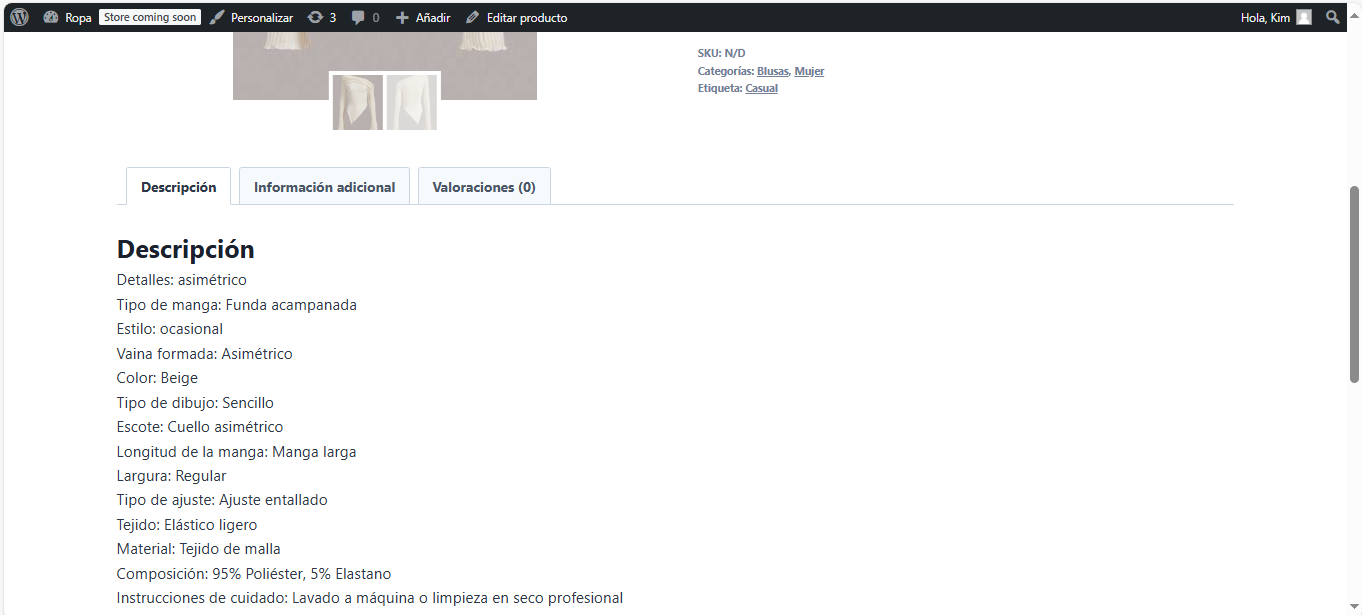 Ropa Store coming soon Personalizar 3 0 Añadir Editar producto Hola, Kim
SKU: N/D
Categorías: Blusas, Mujer
Etiqueta: Casual
Descripción Información adicional Valoraciones (0)
Descripción
Detalles: asimétrico
Tipo de manga: Funda acampanada
Estilo: ocasional
Vaina formada: Asimétrico
Color: Beige
Tipo de dibujo: Sencillo
Escote: Cuello asimétrico
Longitud de la manga: Manga larga
Largura: Regular
Tipo de ajuste: Ajuste entallado
Tejido: Elástico ligero
Material: Tejido de malla
Composición: 95% Poliéster, 5% Elastano
Instrucciones de cuidado: Lavado a máquina o limpieza en seco profesional